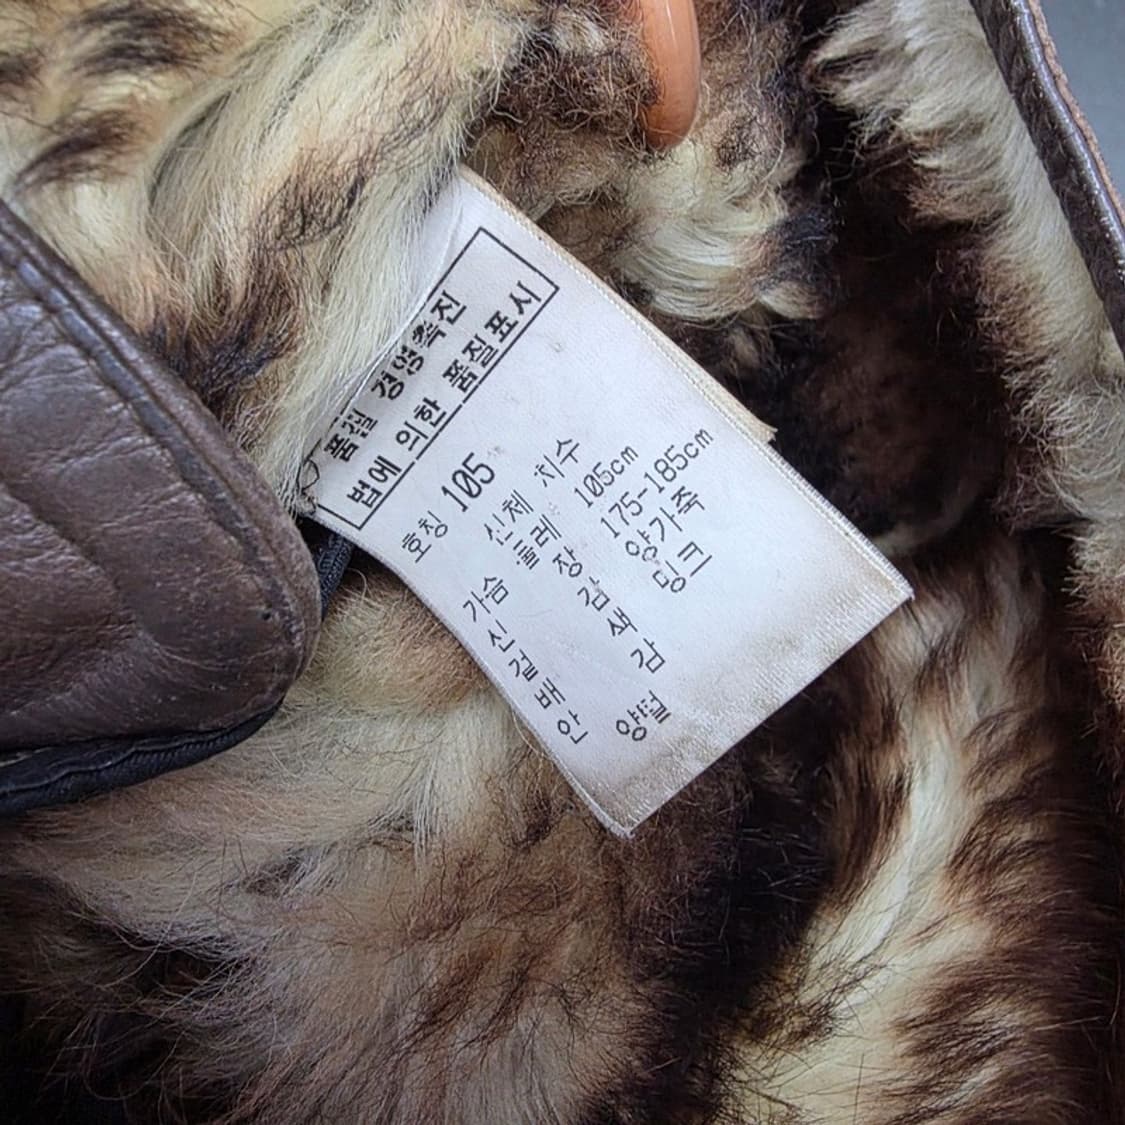 품질 경영 촉진
법에 의한 품질표시
호칭 105
신체 치수
가슴 둘레 105cm
신 장 175-185cm
겉 감 양가죽
배 색 밍크
안 감 양털